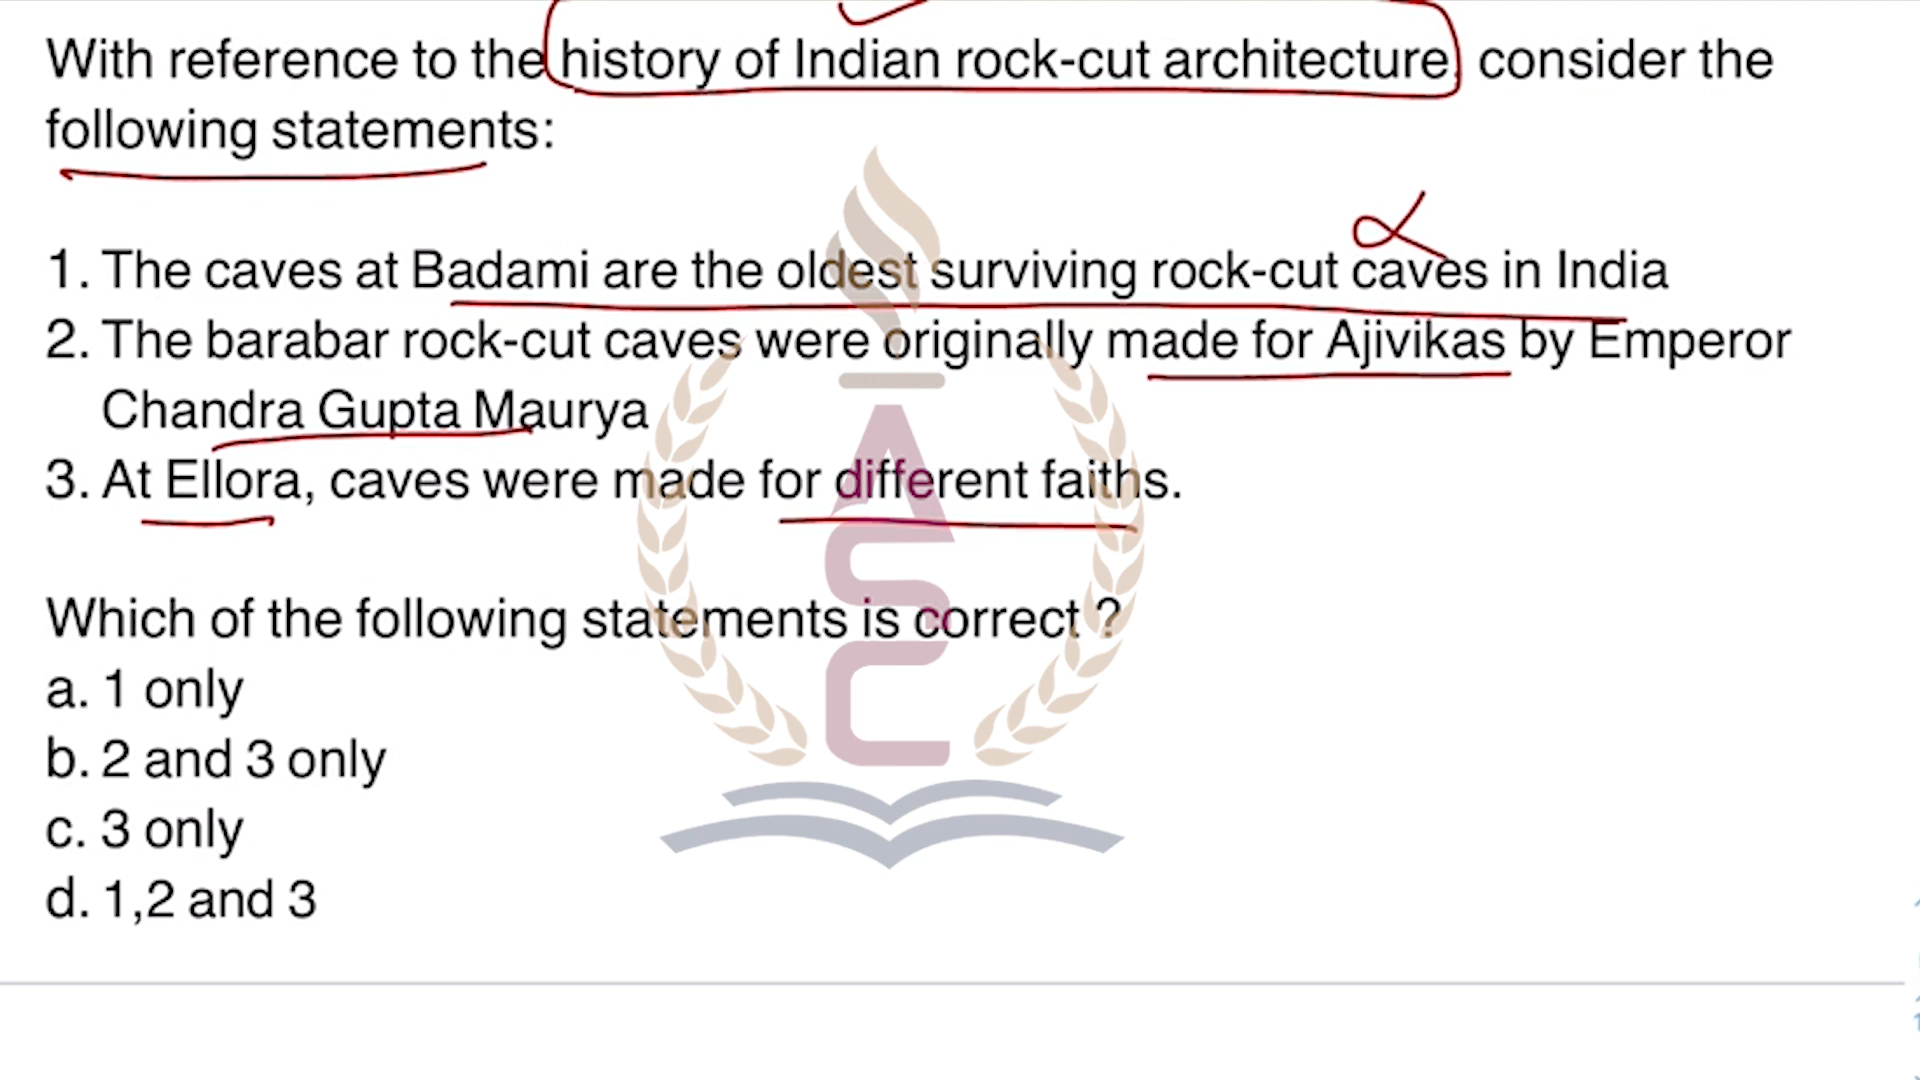 With reference to the history of Indian rock-cut architecture, consider the
following statements:
1. The caves at Badami are the oldest surviving rock-cut caves in India
2. The barabar rock-cut caves were originally made for Ajivikas by Emperor
Chandra Gupta Maurya
3. At Ellora, caves were made for different faiths.
Which of the following statements is correct ?
a. 1 only
b. 2 and 3 only
c. 3 only
d. 1,2 and 3
ASC